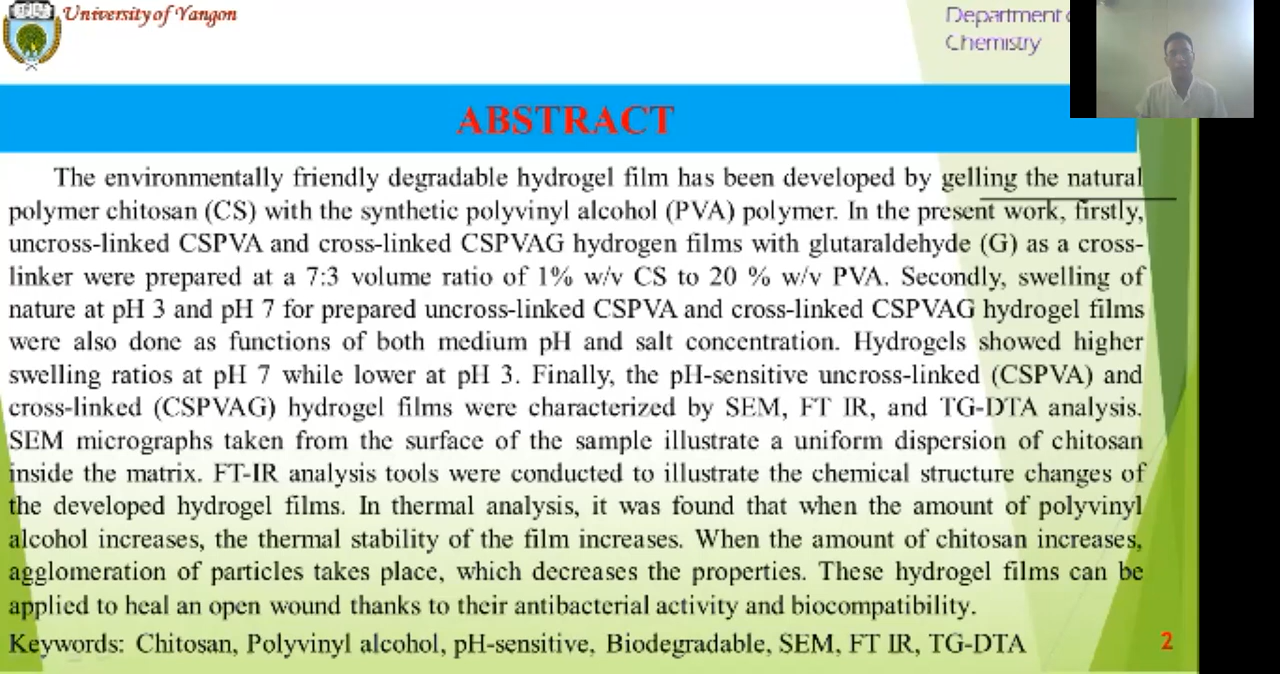 University of Yangon
Department
Chemistry
ABSTRACT
The environmentally friendly degradable hydrogel film has been developed by gelling the natural
polymer chitosan (CS) with the synthetic polyvinyl alcohol (PVA) polymer. In the present work, firstly,
uncross-linked CSPVA and cross-linked CSPVAG hydrogen films with glutaraldehyde (G) as a cross-
linker were prepared at a 7:3 volume ratio of 1% w/v CS to 20 % w/v PVA. Secondly, swelling of
nature at pH 3 and pH 7 for prepared uncross-linked CSPVA and cross-linked CSPVAG hydrogel films
were also done as functions of both medium pH and salt concentration. Hydrogels showed higher
swelling ratios at pH 7 while lower at pH 3. Finally, the pH-sensitive uncross-linked (CSPVA) and
cross-linked (CSPVAG) hydrogel films were characterized by SEM, FT IR, and TG-DTA analysis.
SEM micrographs taken from the surface of the sample illustrate a uniform dispersion of chitosan
inside the matrix. FT-IR analysis tools were conducted to illustrate the chemical structure changes of
the developed hydrogel films. In thermal analysis, it was found that when the amount of polyvinyl
alcohol increases, the thermal stability of the film increases. When the amount of chitosan increases,
agglomeration of particles takes place, which decreases the properties. These hydrogel films can be
applied to heal an open wound thanks to their antibacterial activity and biocompatibility.
Keywords: Chitosan, Polyvinyl alcohol, pH-sensitive, Biodegradable, SEM, FT IR, TG-DTA
2